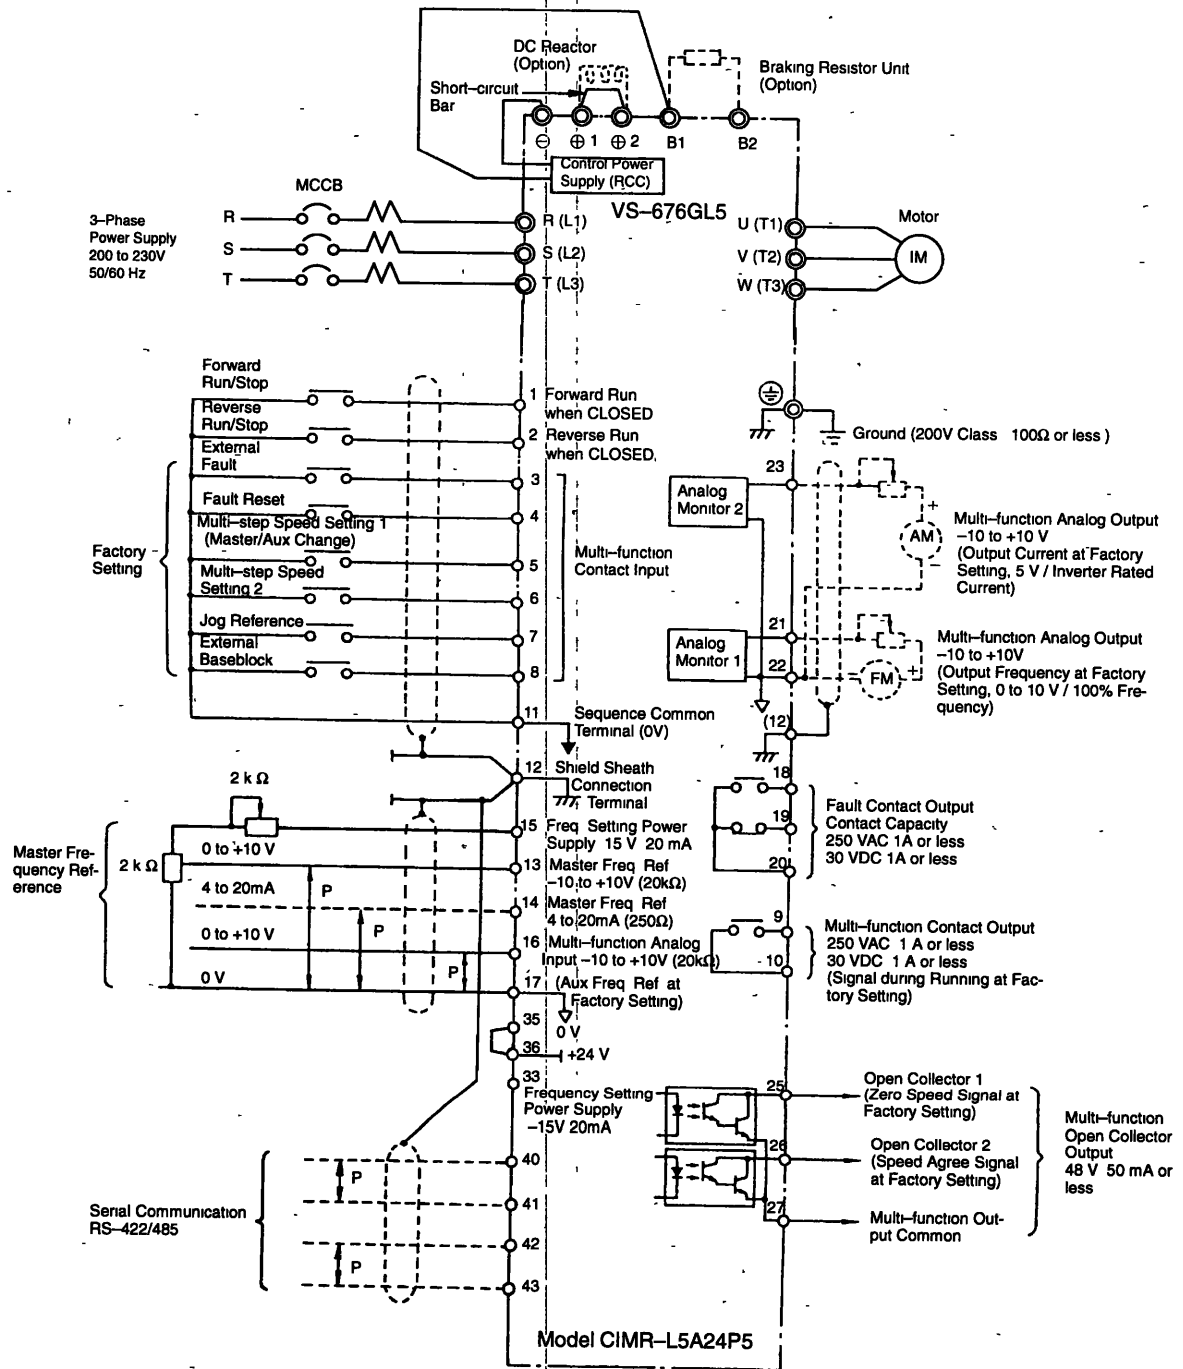 DC Reactor
(Option)
Short-circuit
Bar
Braking Resistor Unit
(Option)
⊖ ⊕ 1 ⊕ 2 B1 B2
Control Power
Supply (RCC)
VS-676GL5
MCCB
3-Phase
Power Supply
200 to 230V
50/60 Hz
R
S
T
R (L1)
S (L2)
T (L3)
U (T1)
V (T2)
W (T3)
Motor
IM
Forward
Run/Stop
Reverse
Run/Stop
External
Fault
Fault Reset
Multi-step Speed Setting 1
(Master/Aux Change)
Multi-step Speed
Setting 2
Jog Reference
External
Baseblock
Factory
Setting
1 Forward Run
when CLOSED
2 Reverse Run
when CLOSED.
3
4
5
6
7
8
Multi-function
Contact Input
11 Sequence Common
Terminal (0V)
12 Shield Sheath
Connection
Terminal
Ground (200V Class 100Ω or less )
23
Analog
Monitor 2
AM
+
−
Multi-function Analog Output
-10 to +10 V
(Output Current at Factory
Setting, 5 V / Inverter Rated
Current)
21
Analog
Monitor 1
22
FM
+
Multi-function Analog Output
-10 to +10V
(Output Frequency at Factory
Setting, 0 to 10 V / 100% Fre-
quency)
(12)
2 k Ω
Master Fre-
quency Ref-
erence
2 k Ω
0 to +10 V
4 to 20mA
0 to +10 V
0 V
P
P
P
15 Freq Setting Power
Supply 15 V 20 mA
13 Master Freq Ref
-10 to +10V (20kΩ)
14 Master Freq Ref
4 to 20mA (250Ω)
16 Multi-function Analog
Input -10 to +10V (20kΩ)
17 (Aux Freq Ref at
Factory Setting)
35
0 V
36
+24 V
33
Frequency Setting
Power Supply
-15V 20mA
18
19
20
Fault Contact Output
Contact Capacity
250 VAC 1A or less
30 VDC 1A or less
9
10
Multi-function Contact Output
250 VAC 1 A or less
30 VDC 1 A or less
(Signal during Running at Fac-
tory Setting)
25
Open Collector 1
(Zero Speed Signal at
Factory Setting)
26
Open Collector 2
(Speed Agree Signal
at Factory Setting)
27
Multi-function Out-
put Common
Multi-function
Open Collector
Output
48 V 50 mA or
less
Serial Communication
RS-422/485
P
P
40
41
42
43
Model CIMR-L5A24P5